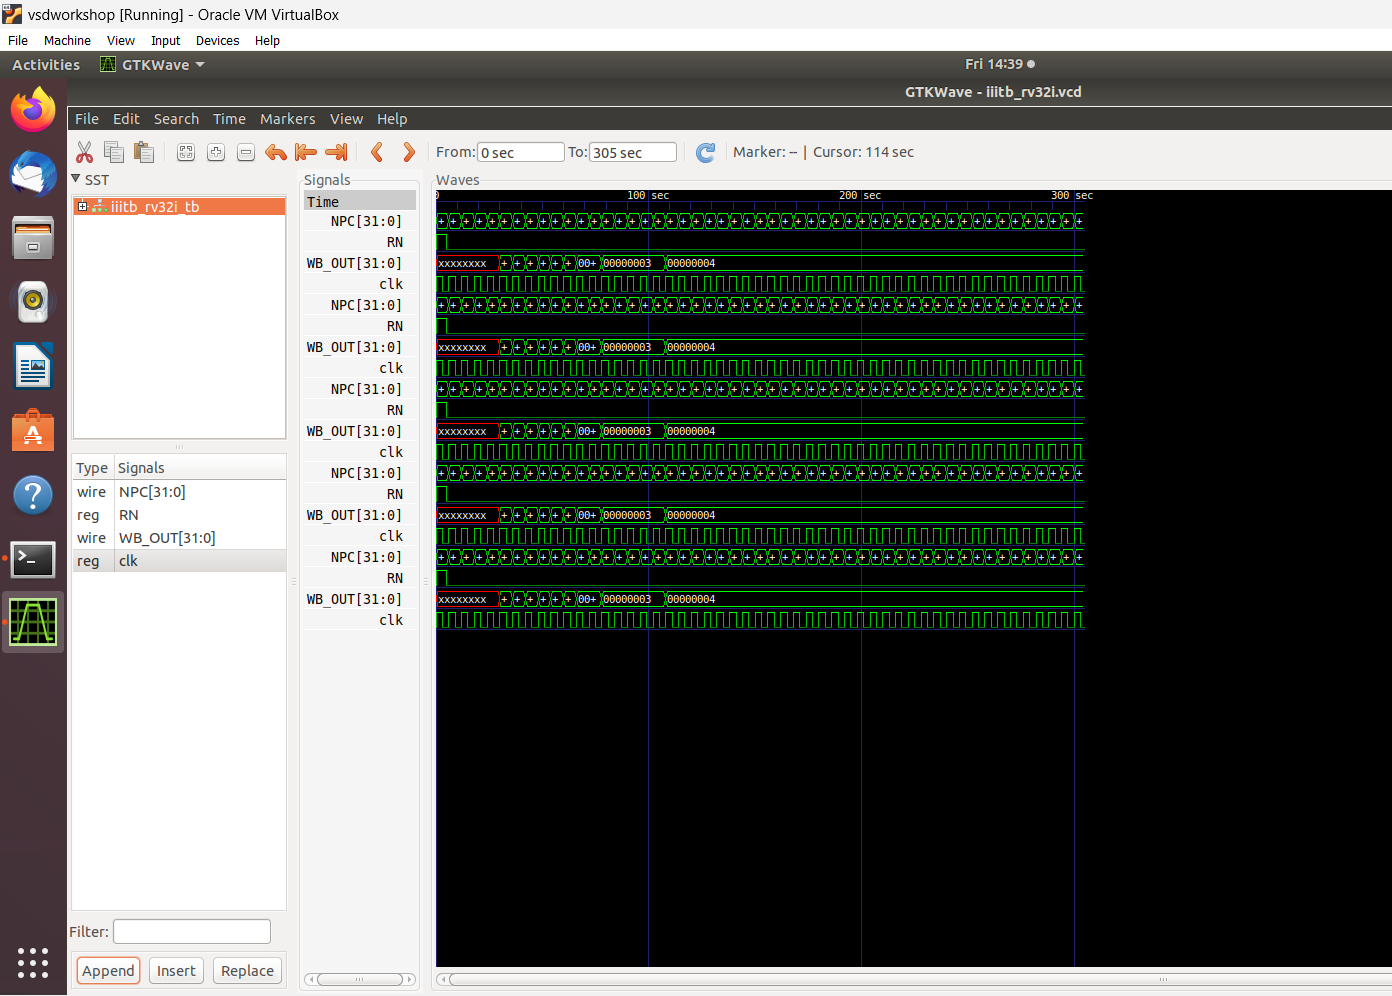 vsdworkshop [Running] - Oracle VM VirtualBox
File Machine View Input Devices Help
Activities GTKWave Fri 14:39
GTKWave - iiitb_rv32i.vcd
File Edit Search Time Markers View Help
From: 0 sec To: 305 sec Marker: -- | Cursor: 114 sec
SST
iiitb_rv32i_tb
Type Signals
wire NPC[31:0]
reg RN
wire WB_OUT[31:0]
reg clk
Filter:
Append Insert Replace
Signals
Time
NPC[31:0]
RN
WB_OUT[31:0]
clk
NPC[31:0]
RN
WB_OUT[31:0]
clk
NPC[31:0]
RN
WB_OUT[31:0]
clk
NPC[31:0]
RN
WB_OUT[31:0]
clk
NPC[31:0]
RN
WB_OUT[31:0]
clk
Waves
0 100 sec 200 sec 300 sec
+ + + + + + + + + + + + + + + + + + + + + + + + + + + + + + + + + + + + + + + + + + + + + + + + + + +
xxxxxxxx + + + + + + 00+ 00000003 00000004
+ + + + + + + + + + + + + + + + + + + + + + + + + + + + + + + + + + + + + + + + + + + + + + + + + + +
xxxxxxxx + + + + + + 00+ 00000003 00000004
+ + + + + + + + + + + + + + + + + + + + + + + + + + + + + + + + + + + + + + + + + + + + + + + + + + +
xxxxxxxx + + + + + + 00+ 00000003 00000004
+ + + + + + + + + + + + + + + + + + + + + + + + + + + + + + + + + + + + + + + + + + + + + + + + + + +
xxxxxxxx + + + + + + 00+ 00000003 00000004
+ + + + + + + + + + + + + + + + + + + + + + + + + + + + + + + + + + + + + + + + + + + + + + + + + + +
xxxxxxxx + + + + + + 00+ 00000003 00000004